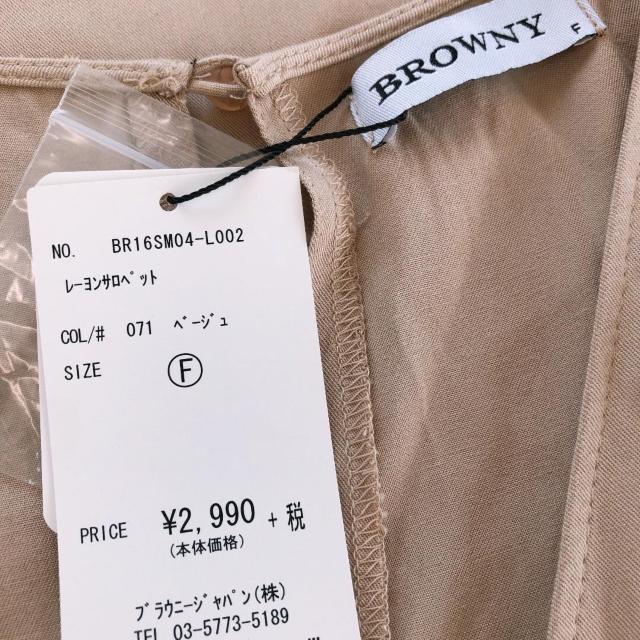 BROWNY
F
NO. BR16SM04-L002
ﾚｰﾖﾝｻﾛﾍﾟｯﾄ
COL/# 071 ﾍﾞｰｼﾞｭ
SIZE Ⓕ
PRICE ¥2,990 +税
(本体価格)
ﾌﾞﾗｳﾆｰｼﾞｬﾊﾟﾝ(株)
TEL 03-5773-5189